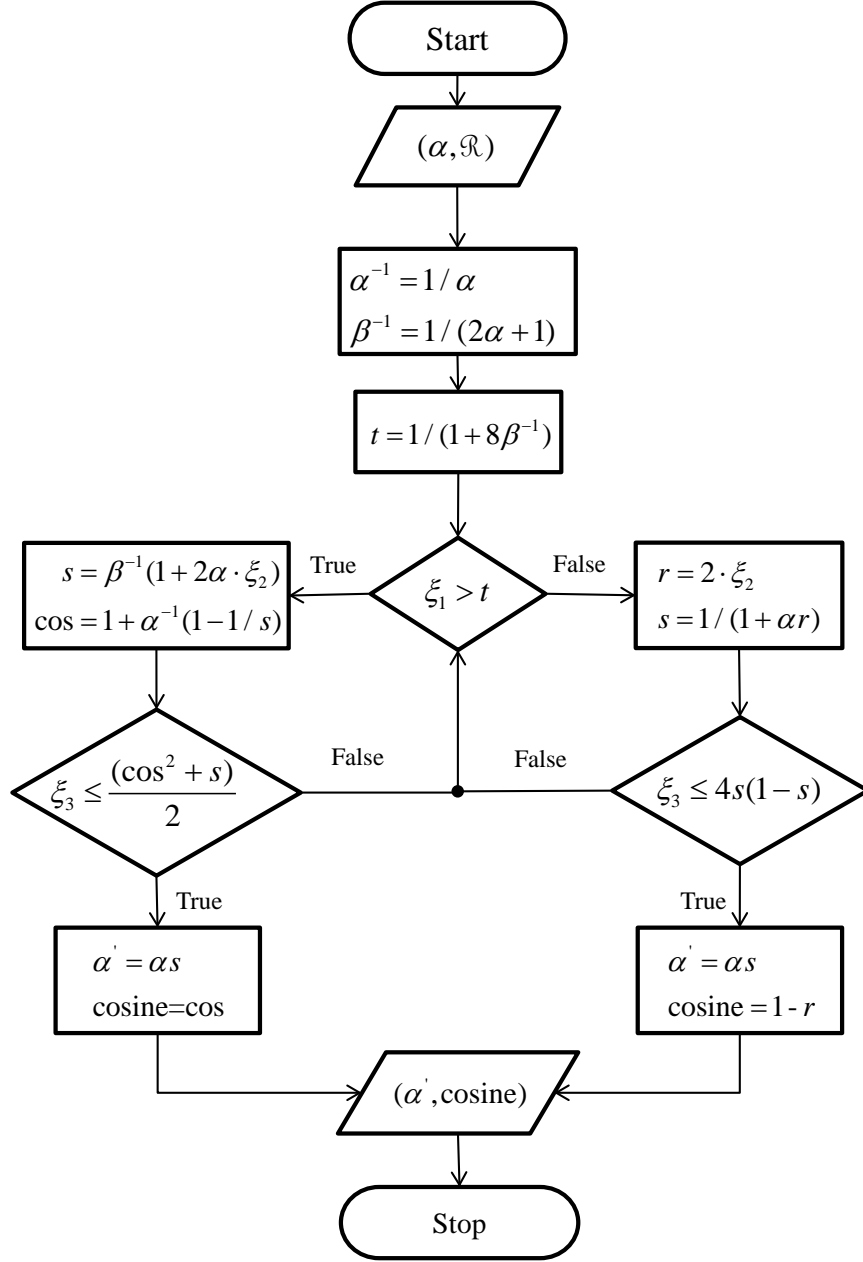 Start
(α, ℛ)
α⁻¹ = 1 / α
β⁻¹ = 1 / (2α + 1)
t = 1 / (1 + 8β⁻¹)
ξ₁ > t
True
False
s = β⁻¹(1 + 2α · ξ₂)
cos = 1 + α⁻¹(1 − 1 / s)
r = 2 · ξ₂
s = 1 / (1 + αr)
ξ₃ ≤ (cos² + s) / 2
False
False
ξ₃ ≤ 4s(1 − s)
True
True
α' = αs
cosine=cos
α' = αs
cosine = 1 - r
(α', cosine)
Stop